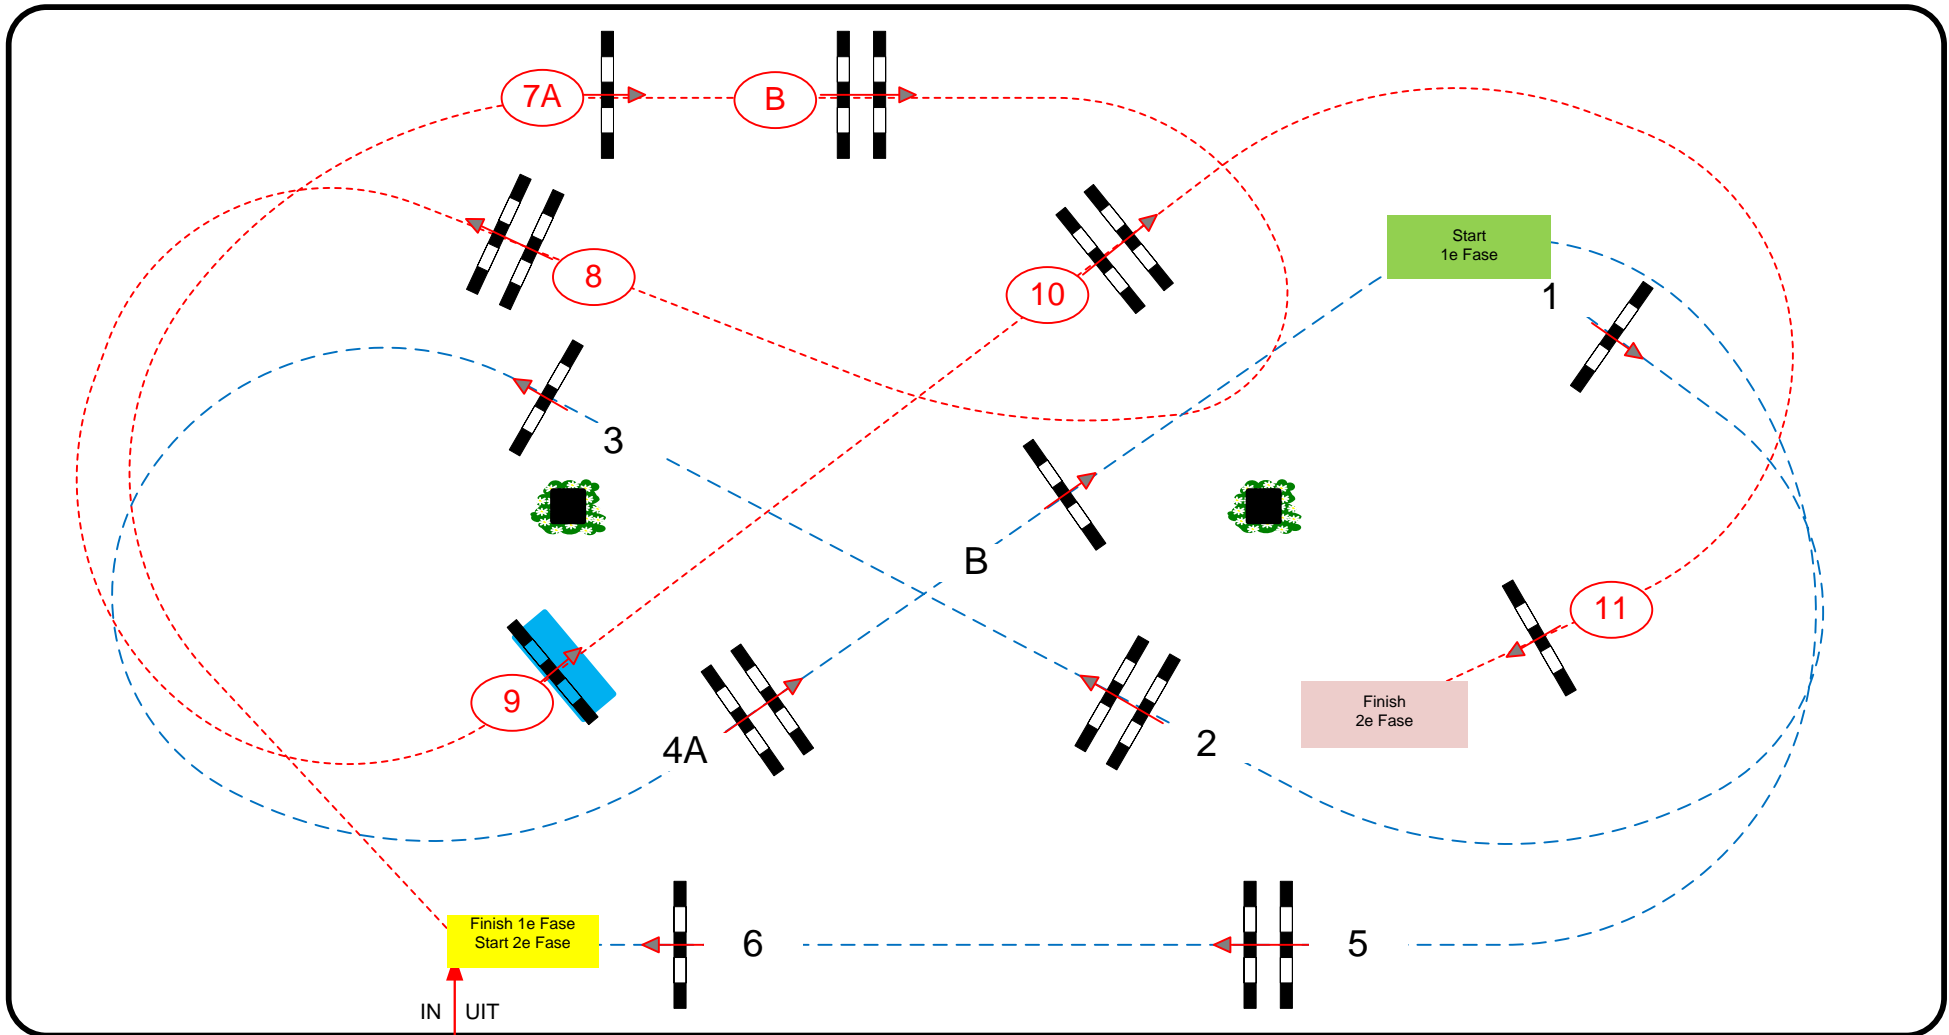 7A
B
8
10
Start
1e Fase
1
3
B
11
9
4A
2
Finish
2e Fase
Finish 1e Fase
Start 2e Fase
6
5
IN
UIT